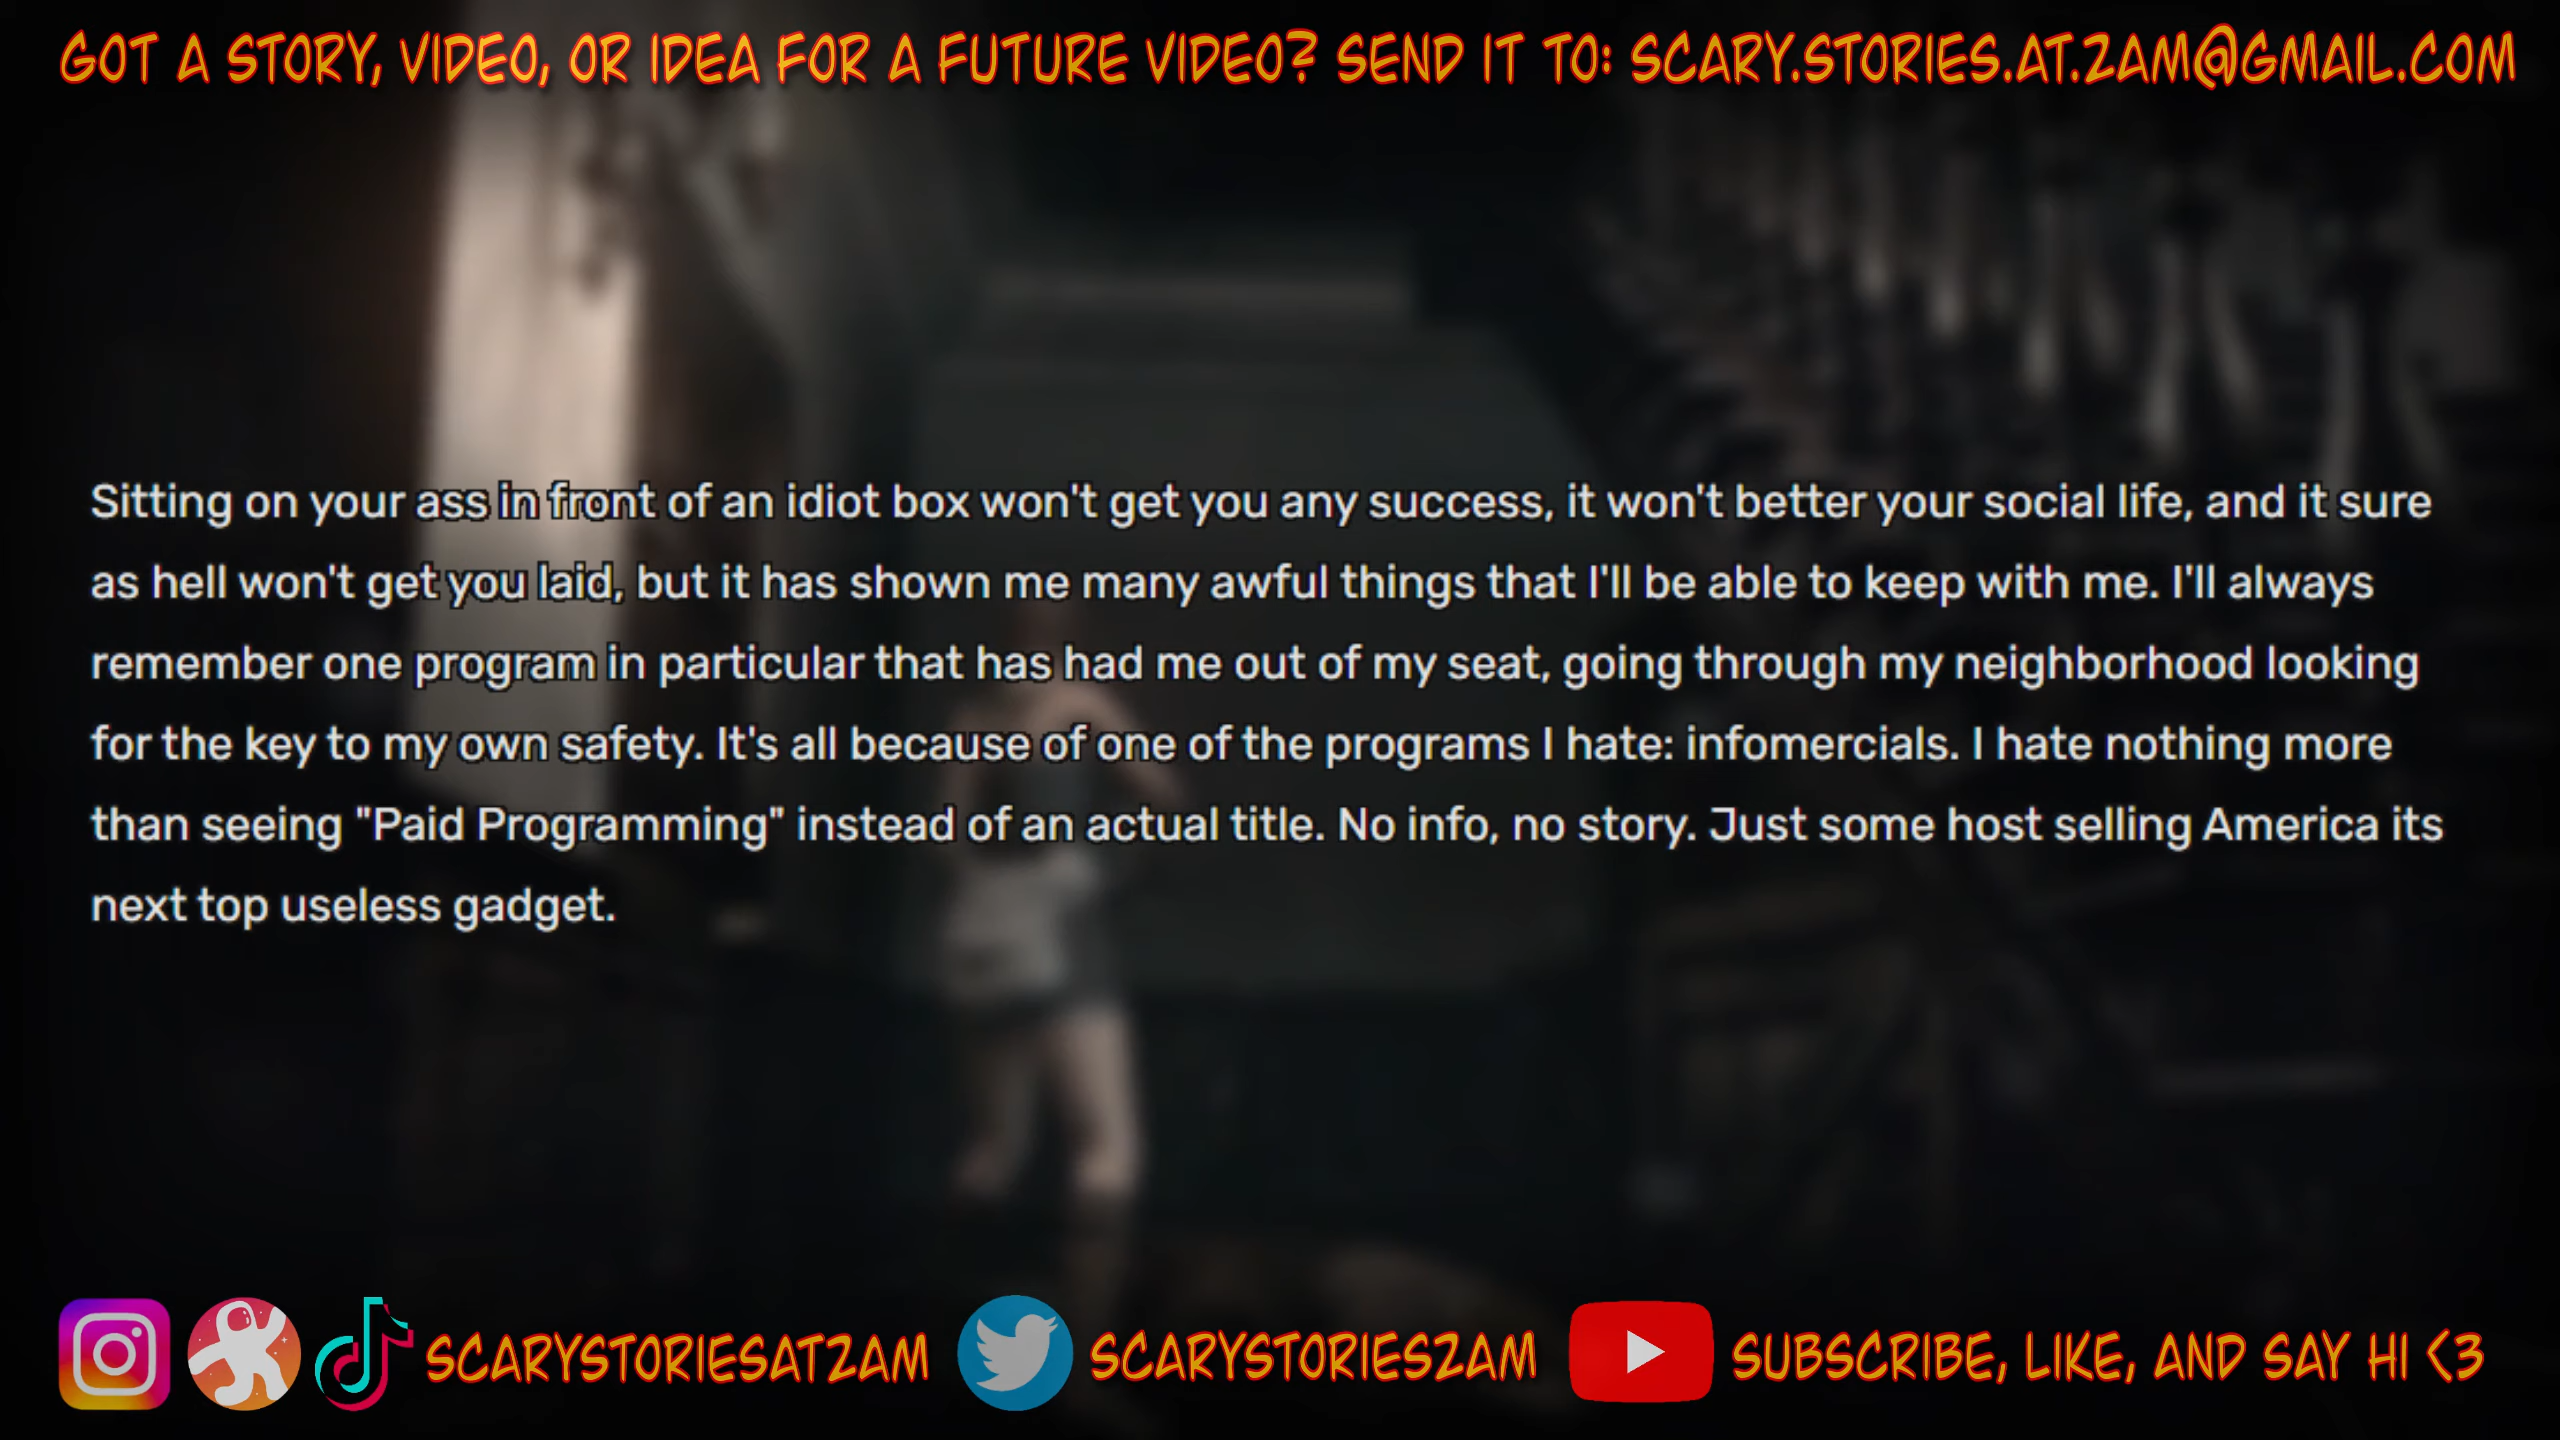 GOT A STORY, VIDEO, OR IDEA FOR A FUTURE VIDEO? SEND IT TO: SCARY.STORIES.AT.2AM@GMAIL.COM
Sitting on your ass in front of an idiot box won't get you any success, it won't better your social life, and it sure
as hell won't get you laid, but it has shown me many awful things that I'll be able to keep with me. I'll always
remember one program in particular that has had me out of my seat, going through my neighborhood looking
for the key to my own safety. It's all because of one of the programs I hate: infomercials. I hate nothing more
than seeing "Paid Programming" instead of an actual title. No info, no story. Just some host selling America its
next top useless gadget.
SCARYSTORIESAT2AM SCARYSTORIES2AM SUBSCRIBE, LIKE, AND SAY HI <3